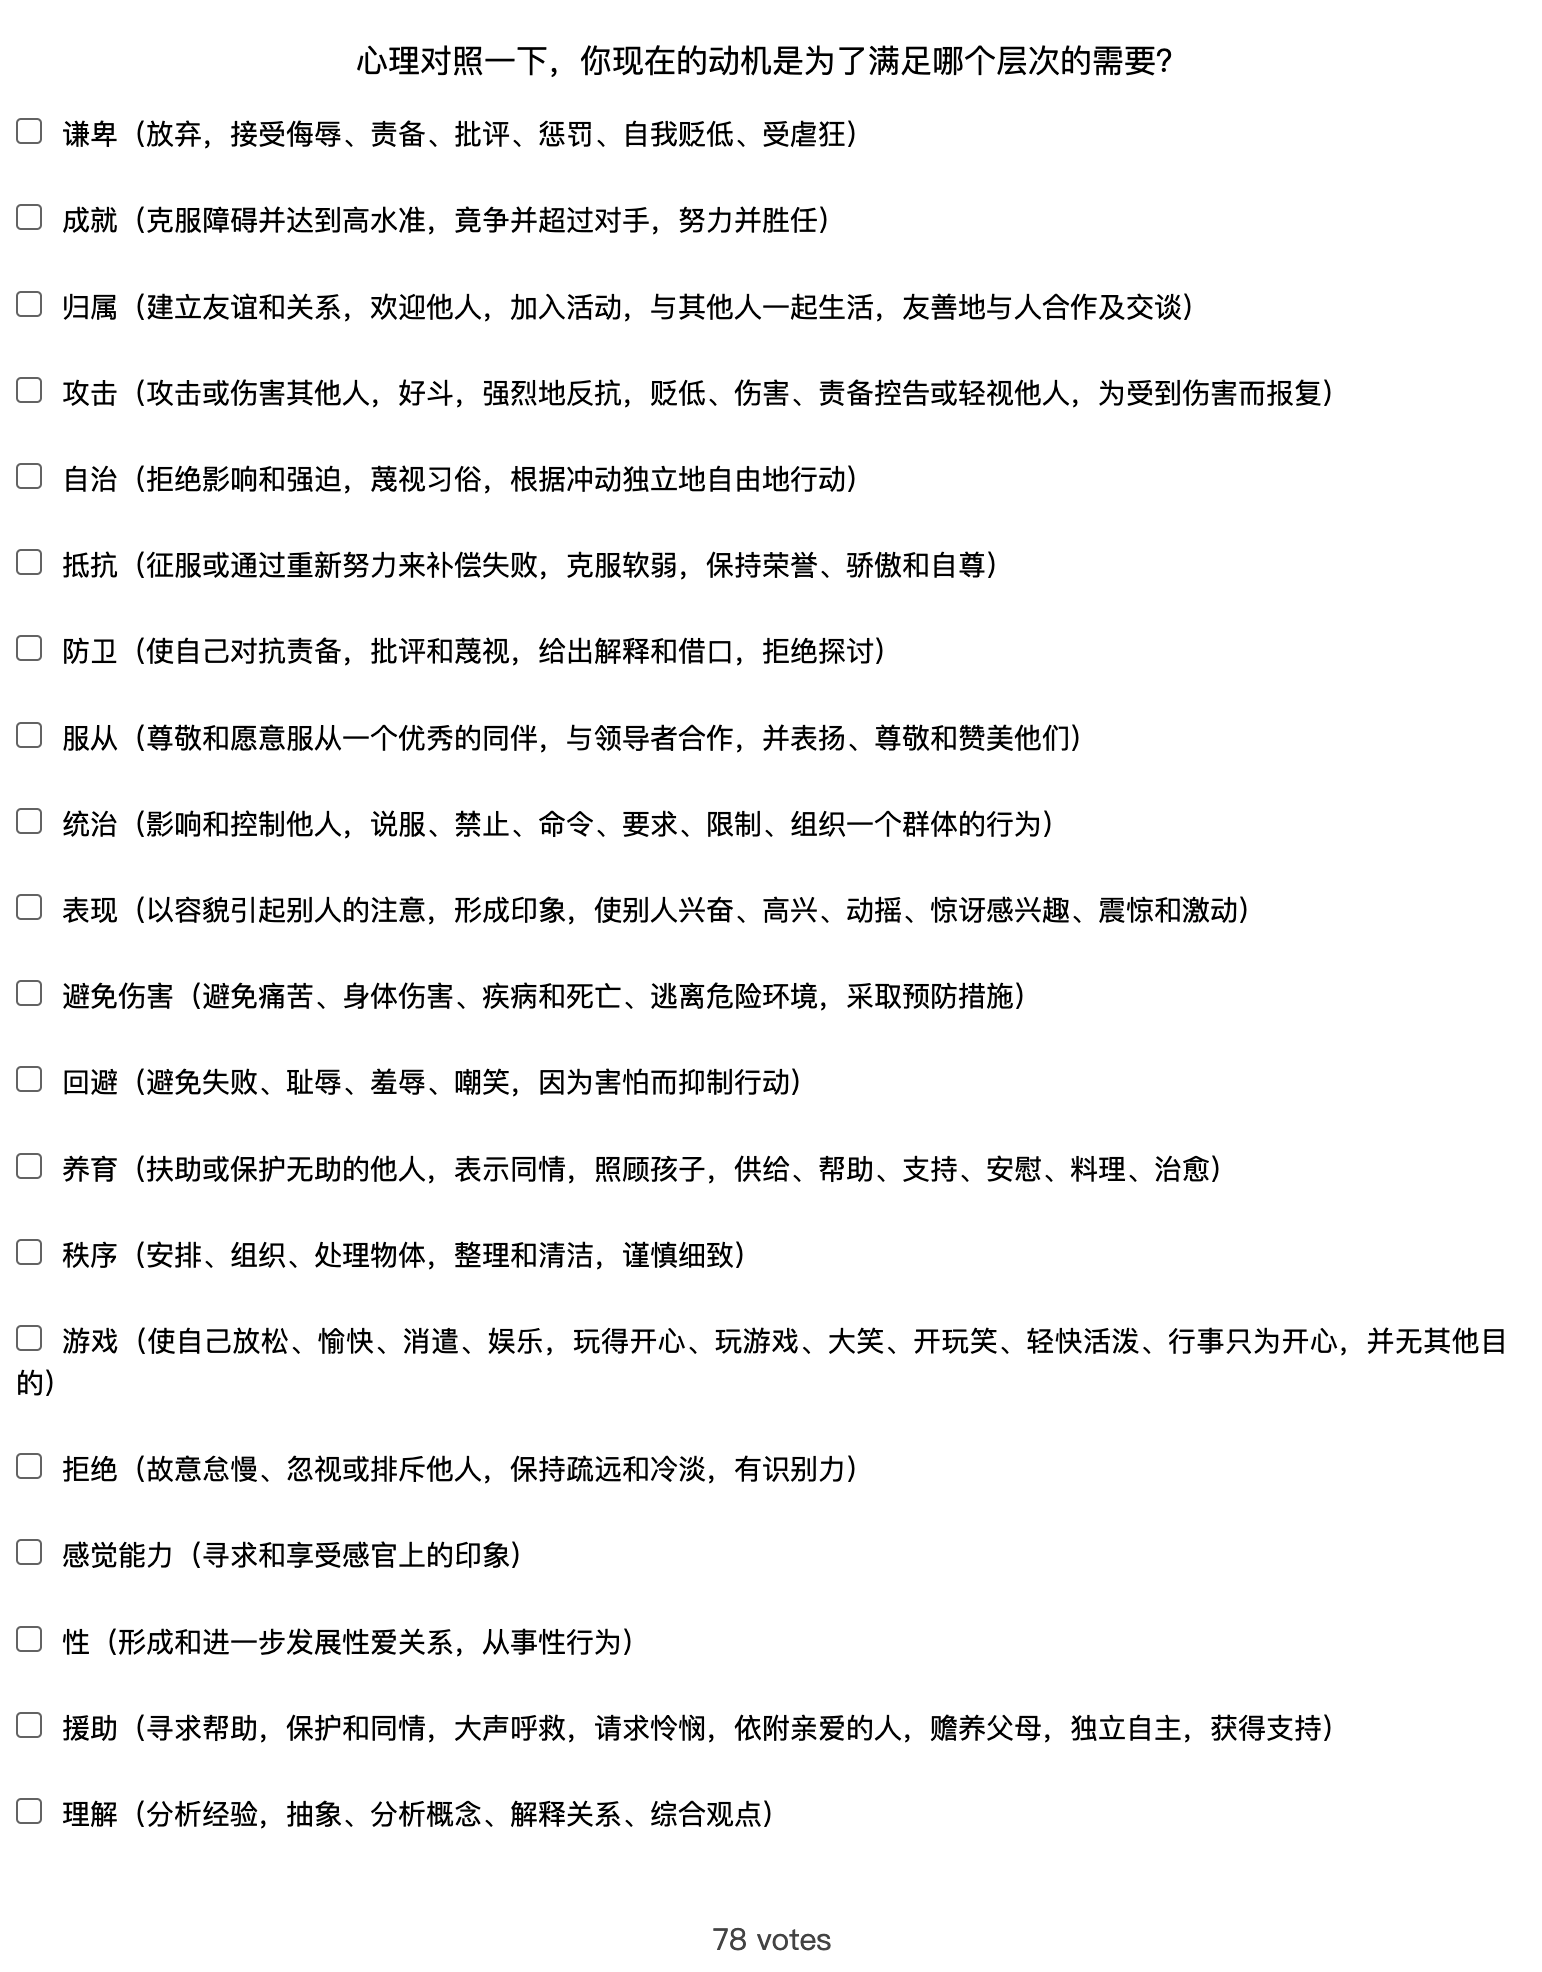 心理对照一下，你现在的动机是为了满足哪个层次的需要？
谦卑（放弃，接受侮辱、责备、批评、惩罚、自我贬低、受虐狂）
成就（克服障碍并达到高水准，竟争并超过对手，努力并胜任）
归属（建立友谊和关系，欢迎他人，加入活动，与其他人一起生活，友善地与人合作及交谈）
攻击（攻击或伤害其他人，好斗，强烈地反抗，贬低、伤害、责备控告或轻视他人，为受到伤害而报复）
自治（拒绝影响和强迫，蔑视习俗，根据冲动独立地自由地行动）
抵抗（征服或通过重新努力来补偿失败，克服软弱，保持荣誉、骄傲和自尊）
防卫（使自己对抗责备，批评和蔑视，给出解释和借口，拒绝探讨）
服从（尊敬和愿意服从一个优秀的同伴，与领导者合作，并表扬、尊敬和赞美他们）
统治（影响和控制他人，说服、禁止、命令、要求、限制、组织一个群体的行为）
表现（以容貌引起别人的注意，形成印象，使别人兴奋、高兴、动摇、惊讶感兴趣、震惊和激动）
避免伤害（避免痛苦、身体伤害、疾病和死亡、逃离危险环境，采取预防措施）
回避（避免失败、耻辱、羞辱、嘲笑，因为害怕而抑制行动）
养育（扶助或保护无助的他人，表示同情，照顾孩子，供给、帮助、支持、安慰、料理、治愈）
秩序（安排、组织、处理物体，整理和清洁，谨慎细致）
游戏（使自己放松、愉快、消遣、娱乐，玩得开心、玩游戏、大笑、开玩笑、轻快活泼、行事只为开心，并无其他目
的）
拒绝（故意怠慢、忽视或排斥他人，保持疏远和冷淡，有识别力）
感觉能力（寻求和享受感官上的印象）
性（形成和进一步发展性爱关系，从事性行为）
援助（寻求帮助，保护和同情，大声呼救，请求怜悯，依附亲爱的人，赡养父母，独立自主，获得支持）
理解（分析经验，抽象、分析概念、解释关系、综合观点）
78 votes